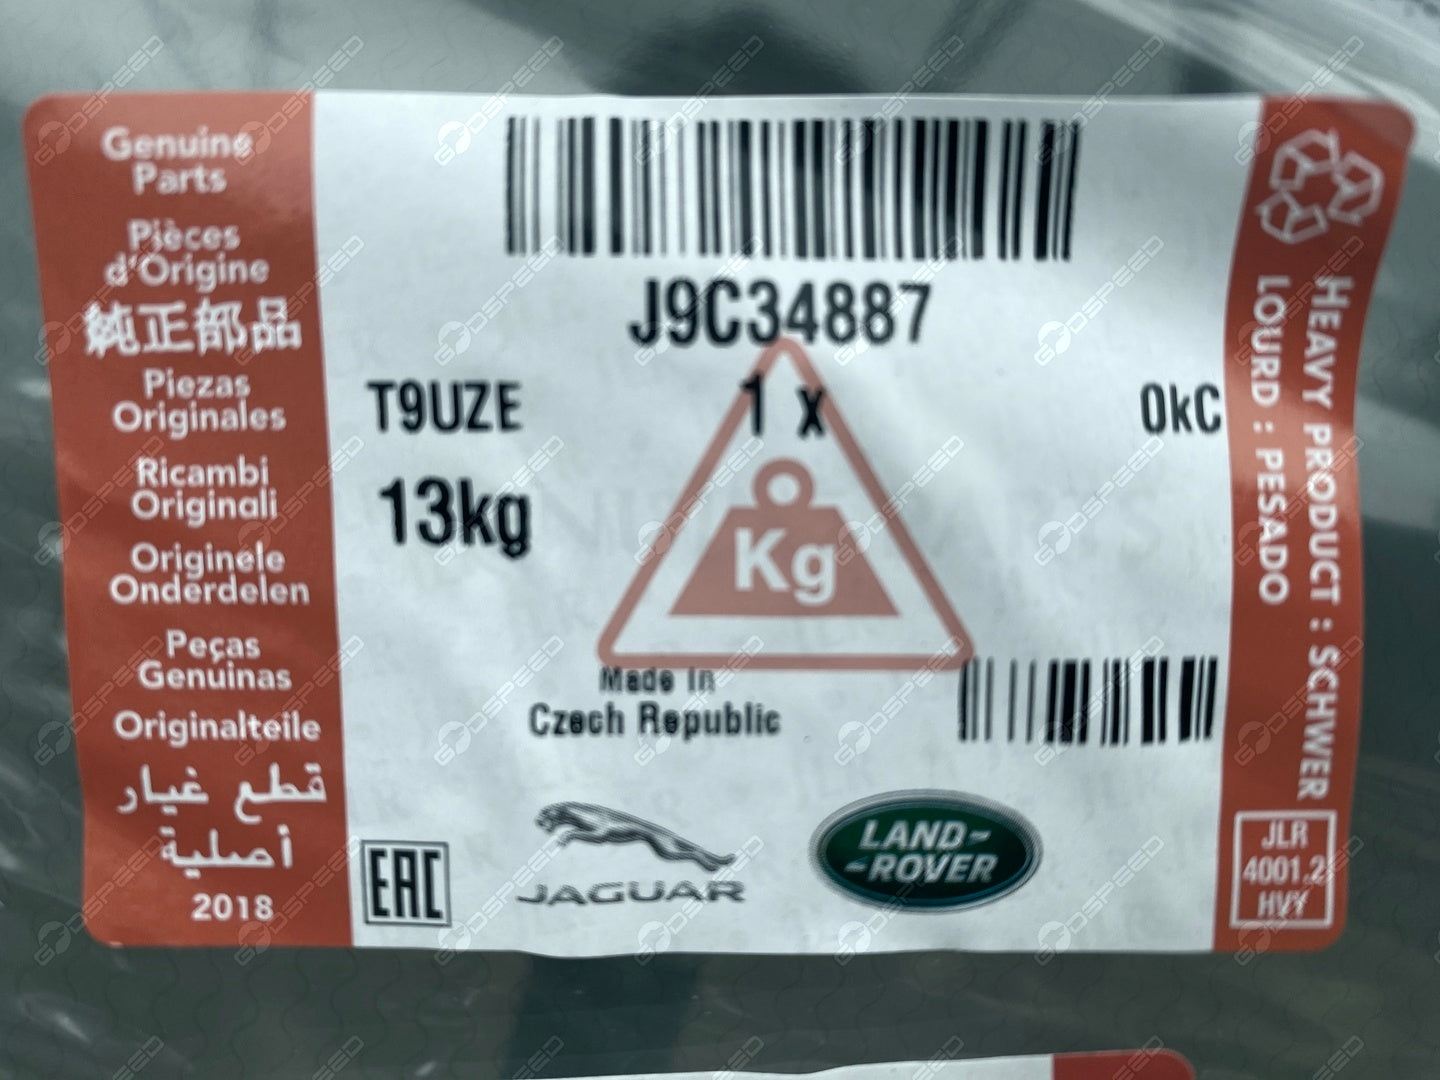 Genuine
Parts
Pièces
d'Origine
純正部品
Piezas
Originales
Ricambi
Originali
Originele
Onderdelen
Peças
Genuinas
Originalteile
قطع غيار
أصلية
2018
J9C34887
T9UZE
1 x
0kC
13kg
Kg
Made in
Czech Republic
EAC
JAGUAR
LAND-
-ROVER
HEAVY PRODUCT : SCHWER
LOURD : PESADO
JLR
4001.2
HVY
GODSPEED